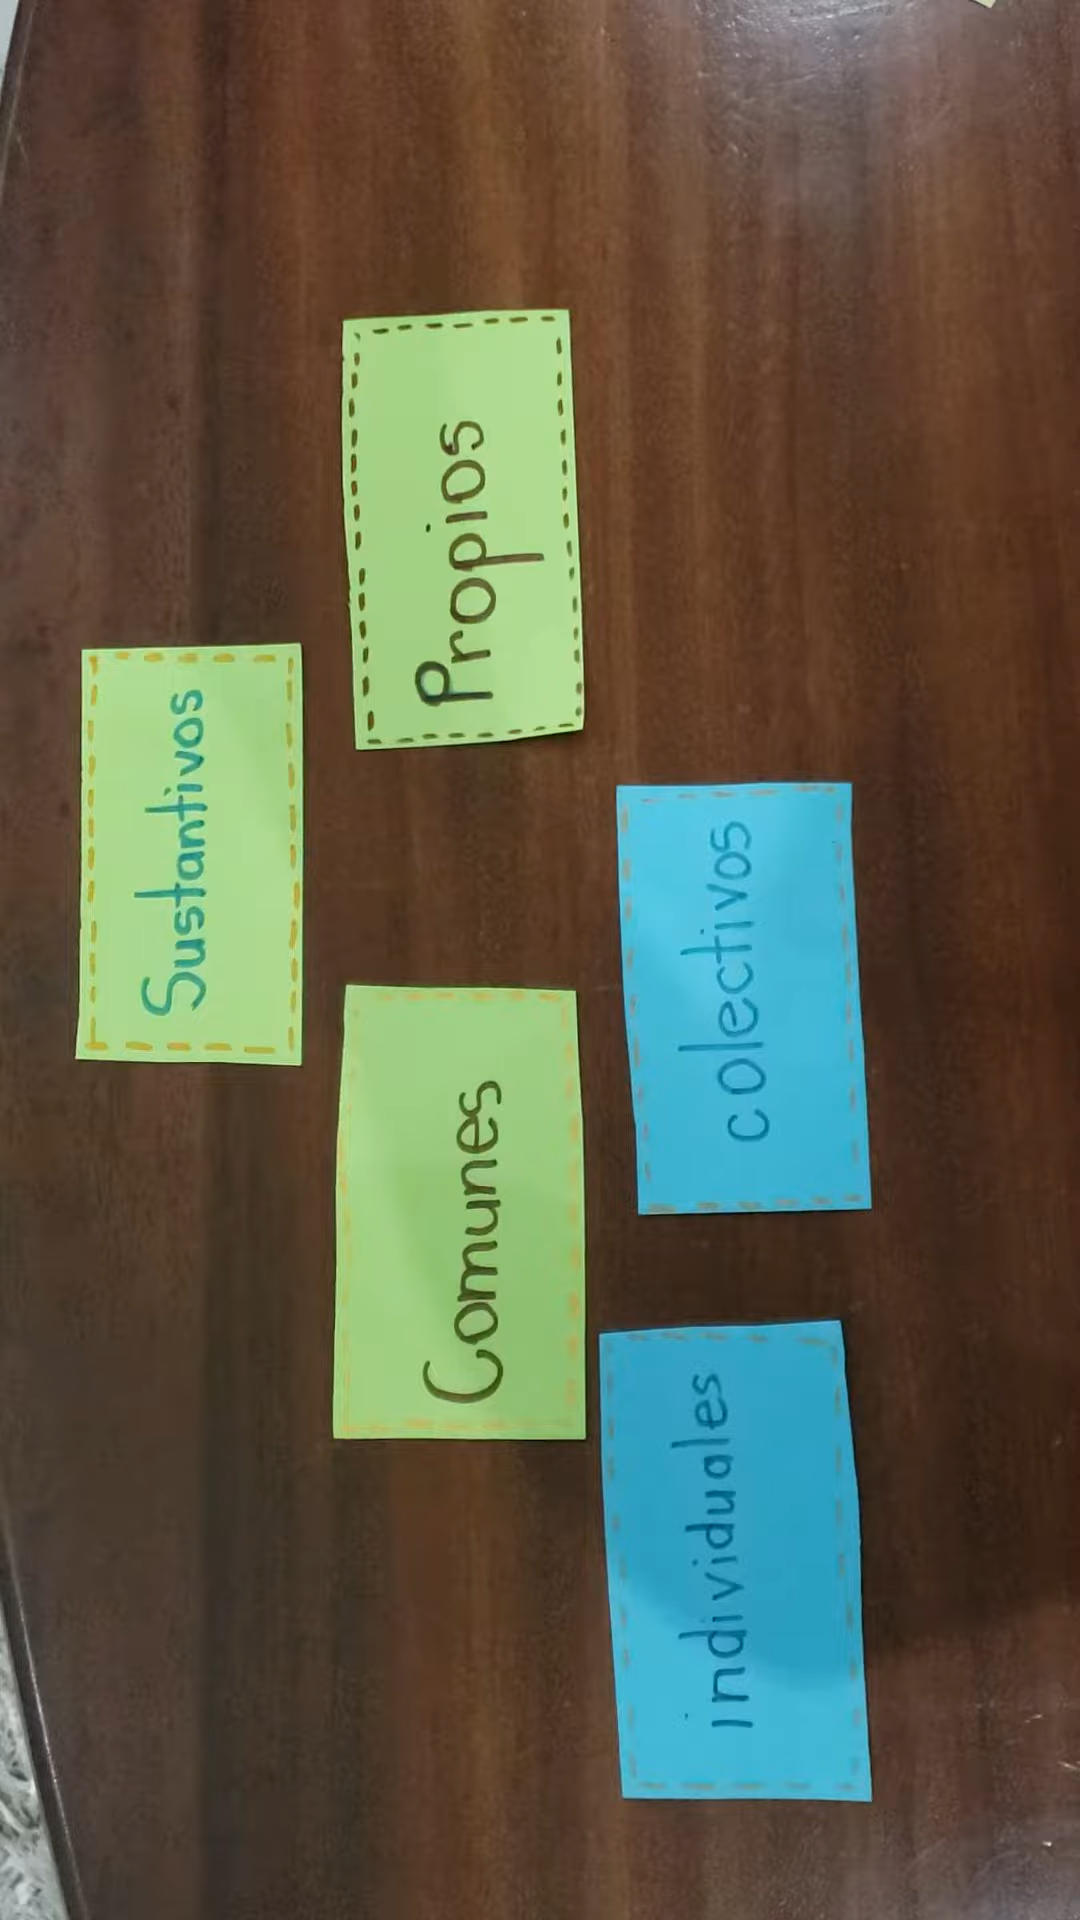 Sustantivos
Comunes
Propios
individuales
colectivos